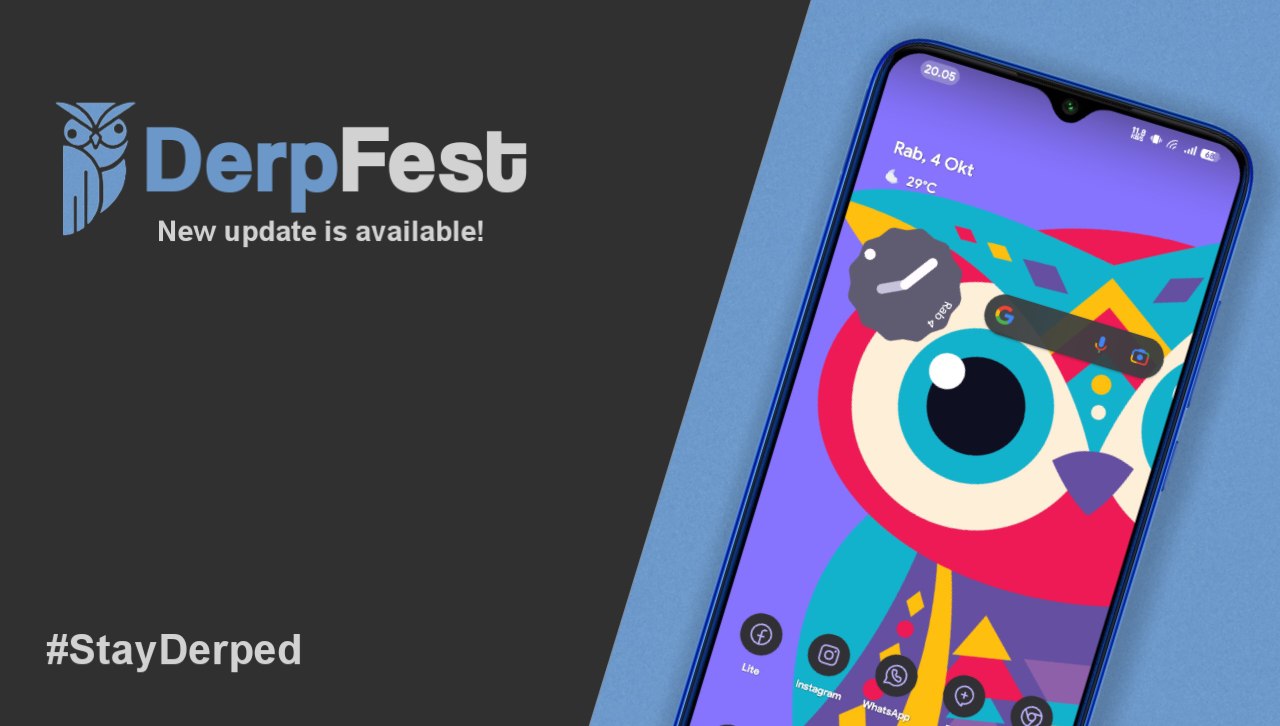 DerpFest
New update is available!
#StayDerped
20.05
Rab, 4 Okt
29°C
Rab 4
G
Lite
Instagram
WhatsApp